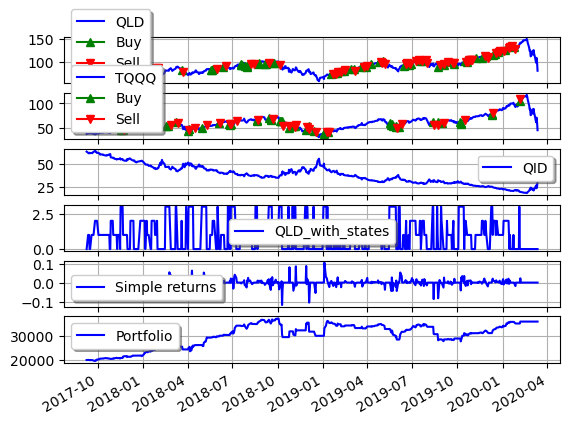 QLD
Buy
Sell
150
100
TQQQ
Buy
Sell
100
50
QID
50
25
QLD_with_states
2.5
0.0
Simple returns
0.1
0.0
−0.1
Portfolio
30000
20000
2017-10
2018-01
2018-04
2018-07
2018-10
2019-01
2019-04
2019-07
2019-10
2020-01
2020-04